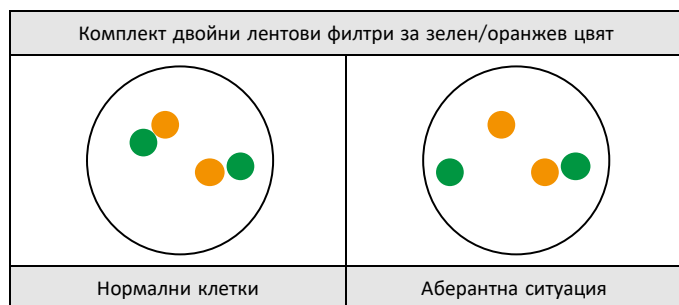 Комплект двойни лентови филтри за зелен/оранжев цвят
Нормални клетки
Аберантна ситуация